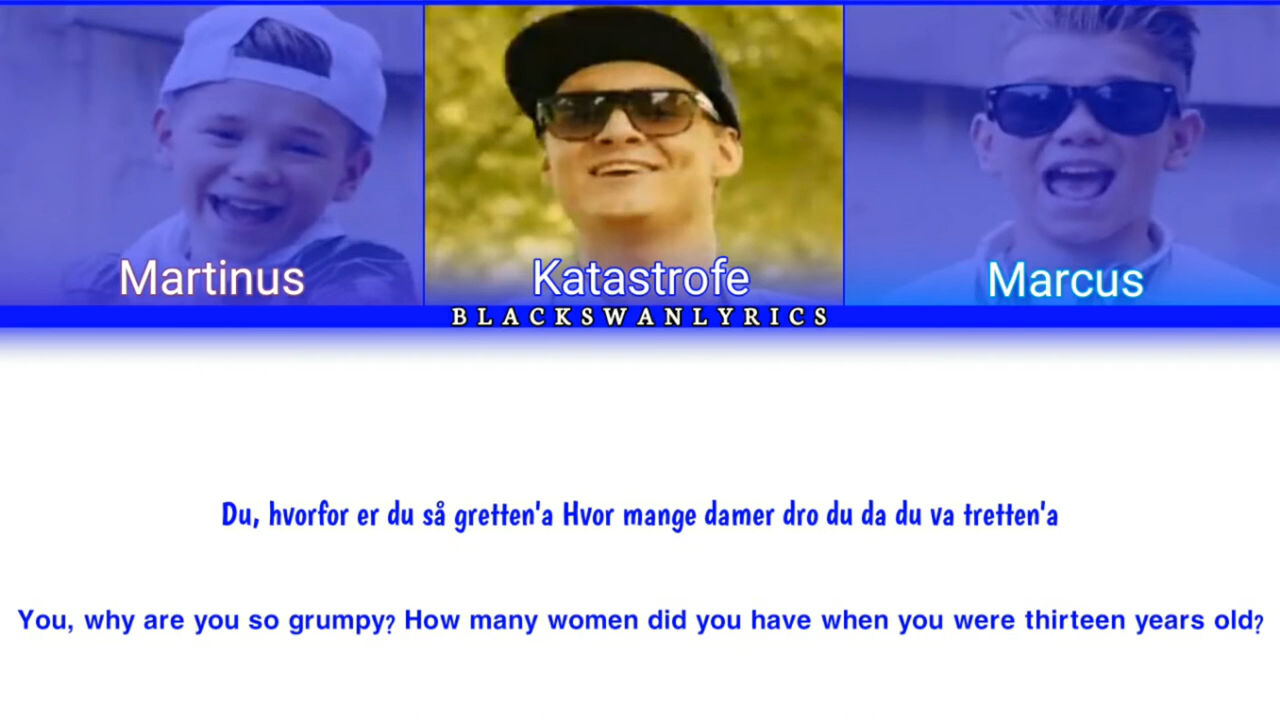 Martinus Katastrofe Marcus
BLACKSWANLYRICS
Du, hvorfor er du så gretten'a Hvor mange damer dro du da du va tretten'a
You, why are you so grumpy? How many women did you have when you were thirteen years old?